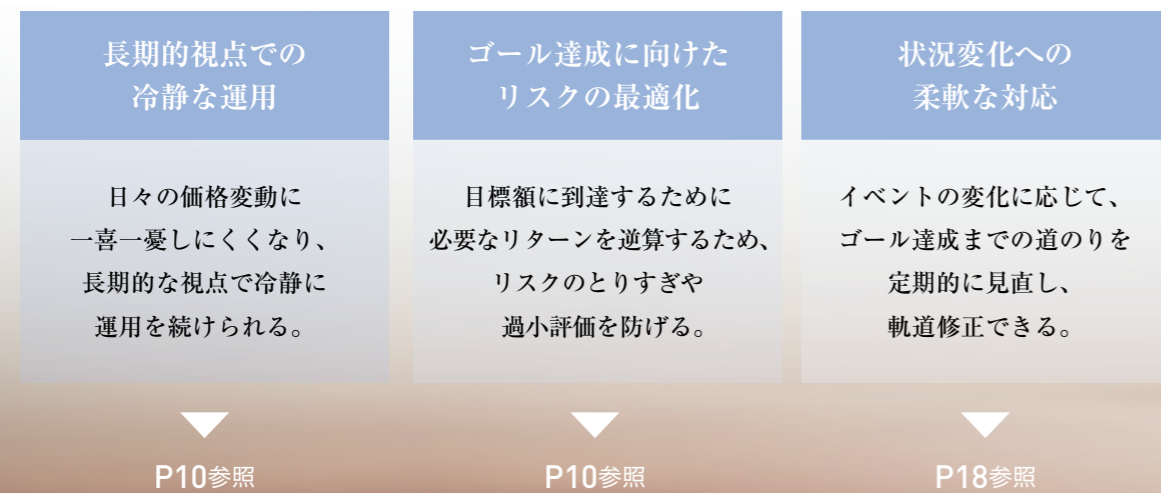 長期的視点での
冷静な運用
日々の価格変動に
一喜一憂しにくくなり、
長期的な視点で冷静に
運用を続けられる。
P10参照
ゴール達成に向けた
リスクの最適化
目標額に到達するために
必要なリターンを逆算するため、
リスクのとりすぎや
過小評価を防げる。
P10参照
状況変化への
柔軟な対応
イベントの変化に応じて、
ゴール達成までの道のりを
定期的に見直し、
軌道修正できる。
P18参照